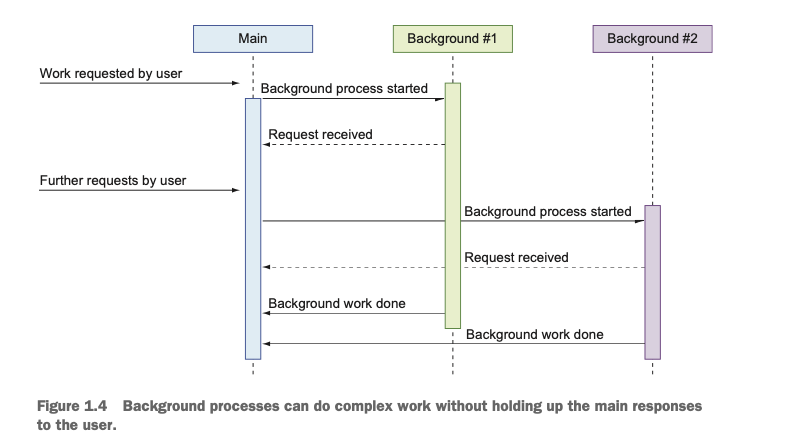 Main
Background #1
Background #2
Work requested by user
Background process started
Request received
Further requests by user
Background process started
Request received
Background work done
Background work done
Figure 1.4 Background processes can do complex work without holding up the main responses
to the user.